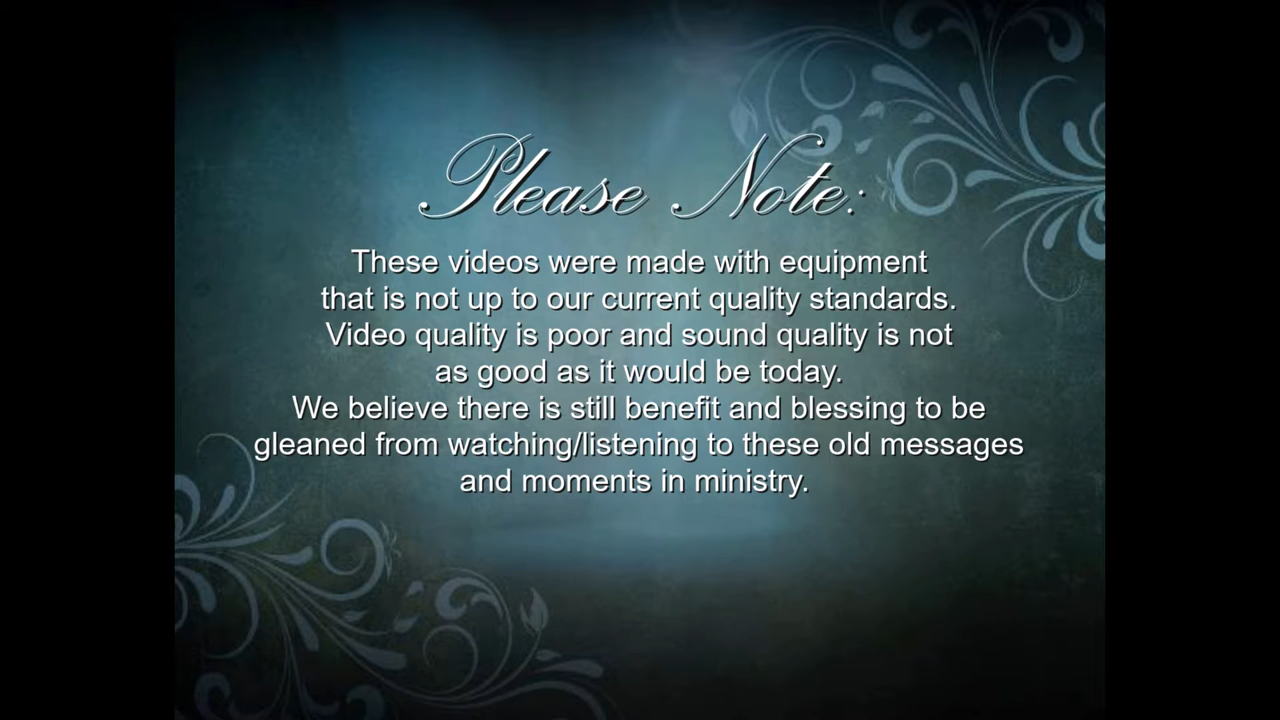 Please Note:
These videos were made with equipment
that is not up to our current quality standards.
Video quality is poor and sound quality is not
as good as it would be today.
We believe there is still benefit and blessing to be
gleaned from watching/listening to these old messages
and moments in ministry.